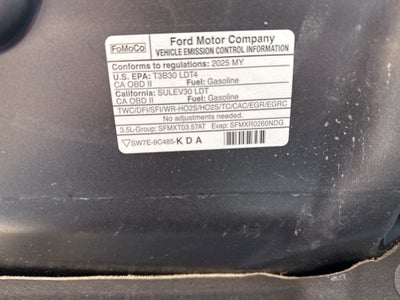 FoMoCo
Ford Motor Company
VEHICLE EMISSION CONTROL INFORMATION
Conforms to regulations: 2025 MY
U.S. EPA: T3B30 LDT4
CA OBD II Fuel: Gasoline
California: SULEV30 LDT
CA OBD II Fuel: Gasoline
TWC/DFI/SFI/WR-HO2S/HO2S/TC/CAC/EGR/EGRC
No adjustments needed.
3.5L-Group: SFMXT03.57AT Evap: SFMXR0260NDG
SW7E-9C485-K D A